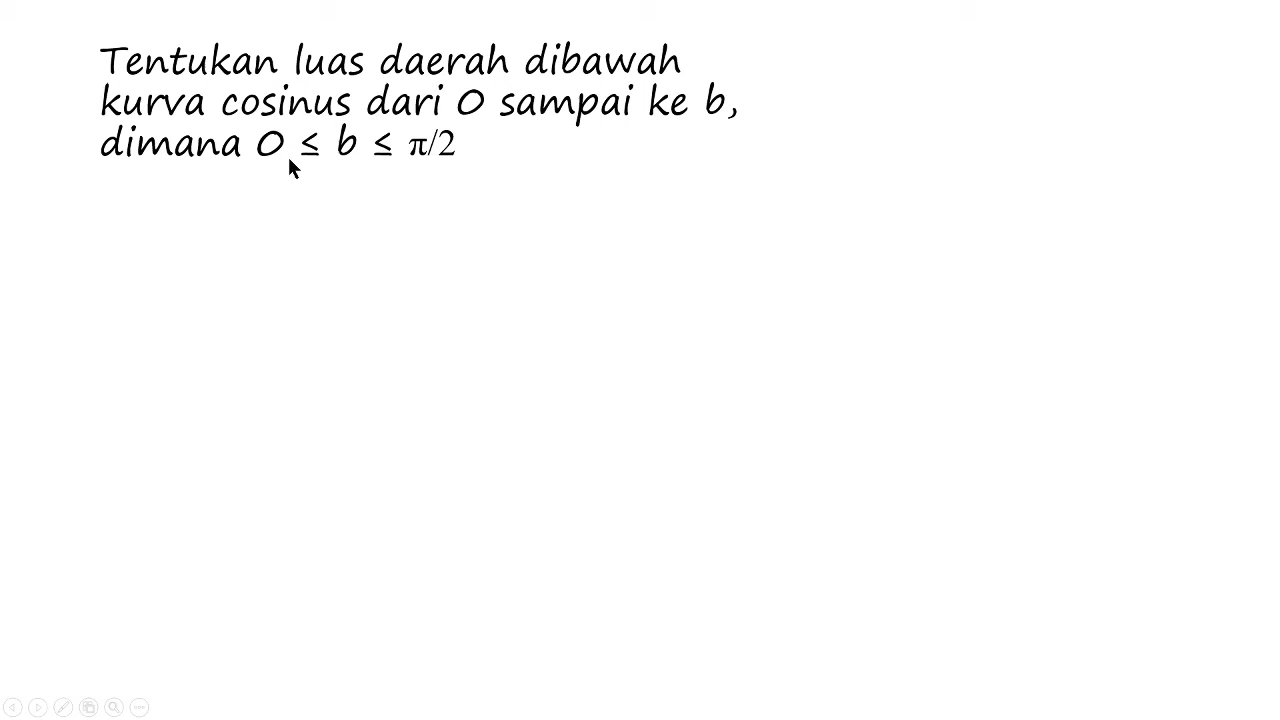 Tentukan luas daerah dibawah
kurva cosinus dari 0 sampai ke b,
dimana 0 ≤ b ≤ π/2